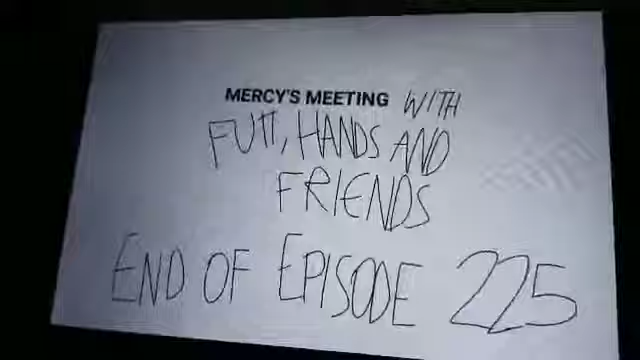 MERCY'S MEETING WITH
FUTT, HANDS AND
FRIENDS
END OF EPISODE 225